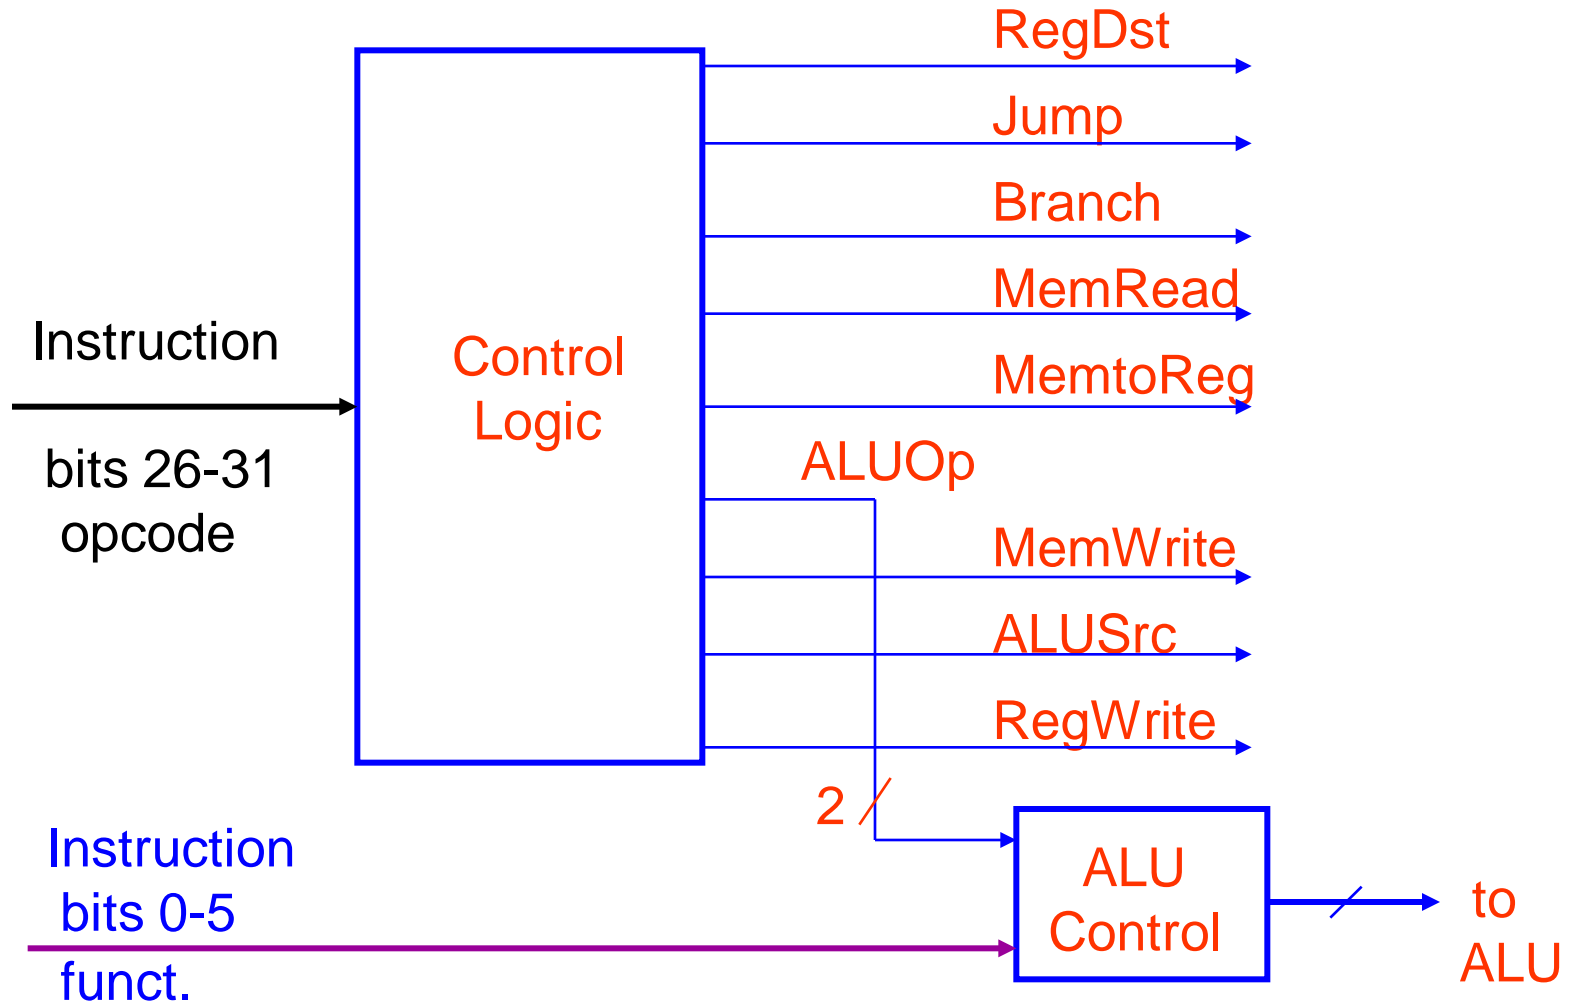 RegDst
Jump
Branch
MemRead
Instruction
Control
Logic
MemtoReg
bits 26-31
opcode
ALUOp
MemWrite
ALUSrc
RegWrite
2
Instruction
bits 0-5
funct.
ALU
Control
to
ALU